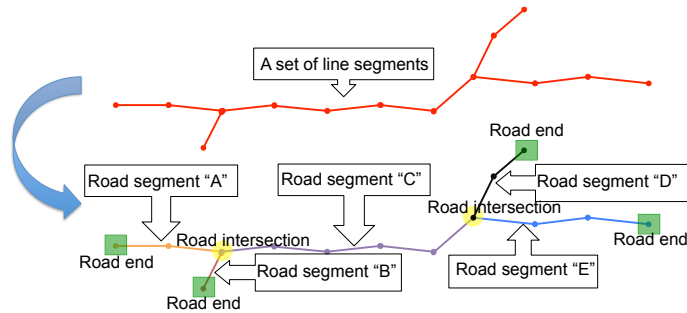 A set of line segments
Road end
Road segment “A”
Road segment “C”
Road segment “D”
Road intersection
Road intersection
Road end
Road end
Road segment “B”
Road segment “E”
Road end